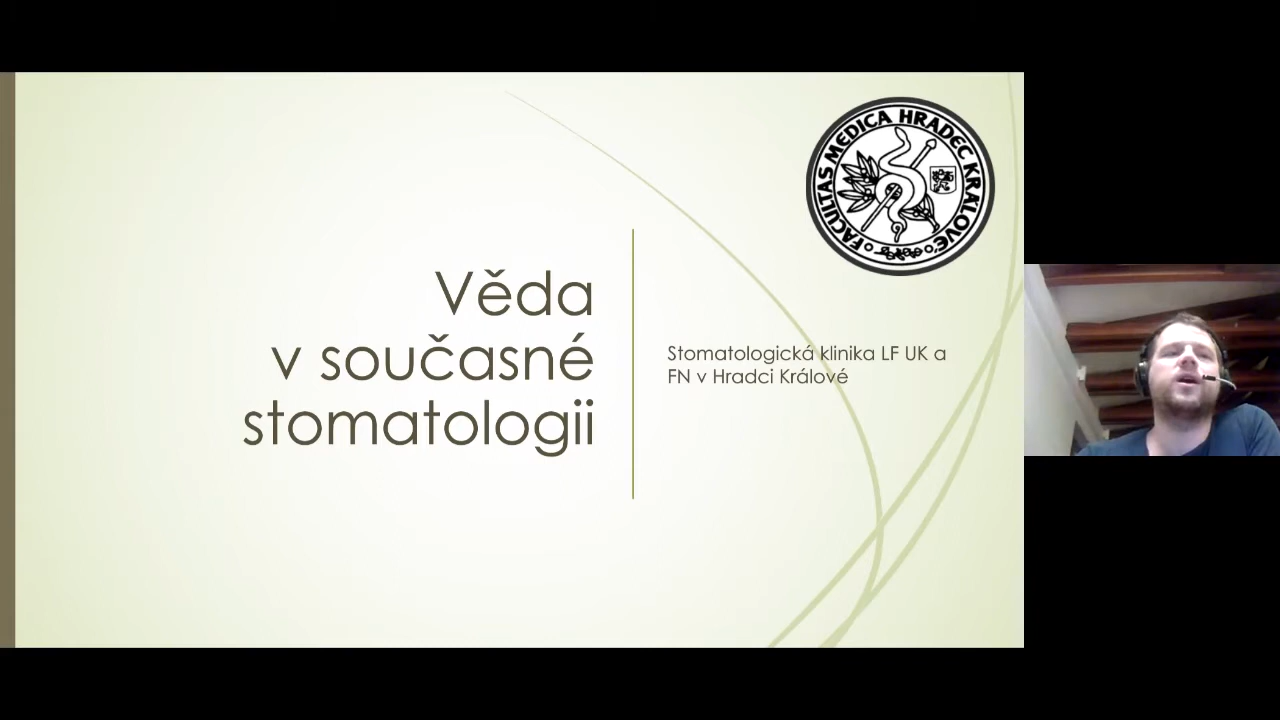 FACULTAS MEDICA HRADEC KRÁLOVÉ
Věda
v současné
stomatologii
Stomatologická klinika LF UK a
FN v Hradci Králové